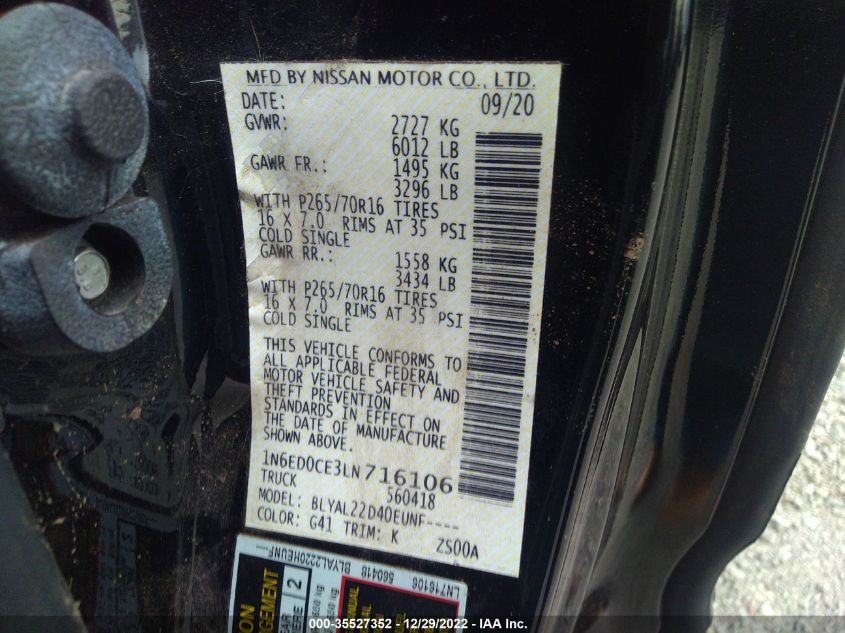 MFD BY NISSAN MOTOR CO., LTD.
DATE: 09/20
GVWR: 2727 KG
6012 LB
GAWR FR.: 1495 KG
3296 LB
WITH P265/70R16 TIRES
16 X 7.0 RIMS AT 35 PSI
COLD SINGLE
GAWR RR.: 1558 KG
3434 LB
WITH P265/70R16 TIRES
16 X 7.0 RIMS AT 35 PSI
COLD SINGLE
THIS VEHICLE CONFORMS TO
ALL APPLICABLE FEDERAL
MOTOR VEHICLE SAFETY AND
THEFT PREVENTION
STANDARDS IN EFFECT ON
THE DATE OF MANUFACTURE
SHOWN ABOVE.
1N6ED0CE3LN716106
TRUCK 560418
MODEL: BLYAL22D40EUNF----
COLOR: G41 TRIM: K ZS00A
LN716106 560418
2
000-35527352 - 12/29/2022 - IAA Inc.